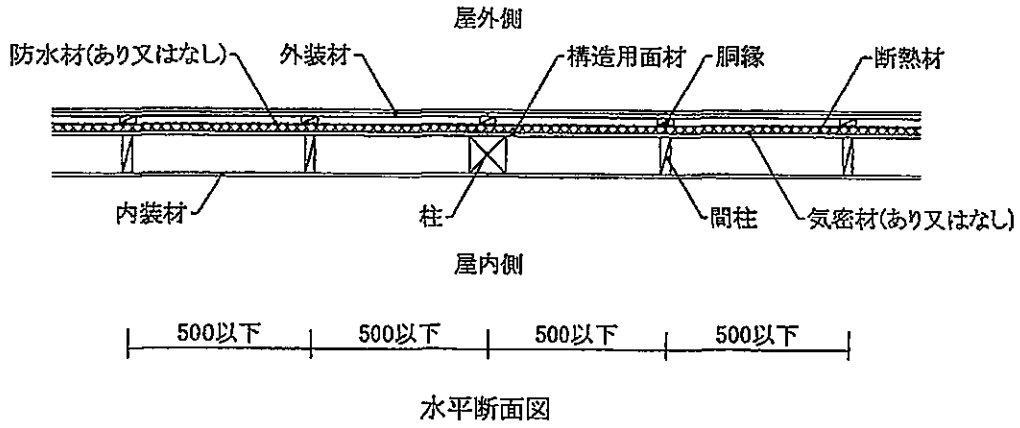 屋外側
防水材(あり又はなし)
外装材
構造用面材
胴縁
断熱材
内装材
柱
間柱
気密材(あり又はなし)
屋内側
500以下
500以下
500以下
500以下
水平断面図